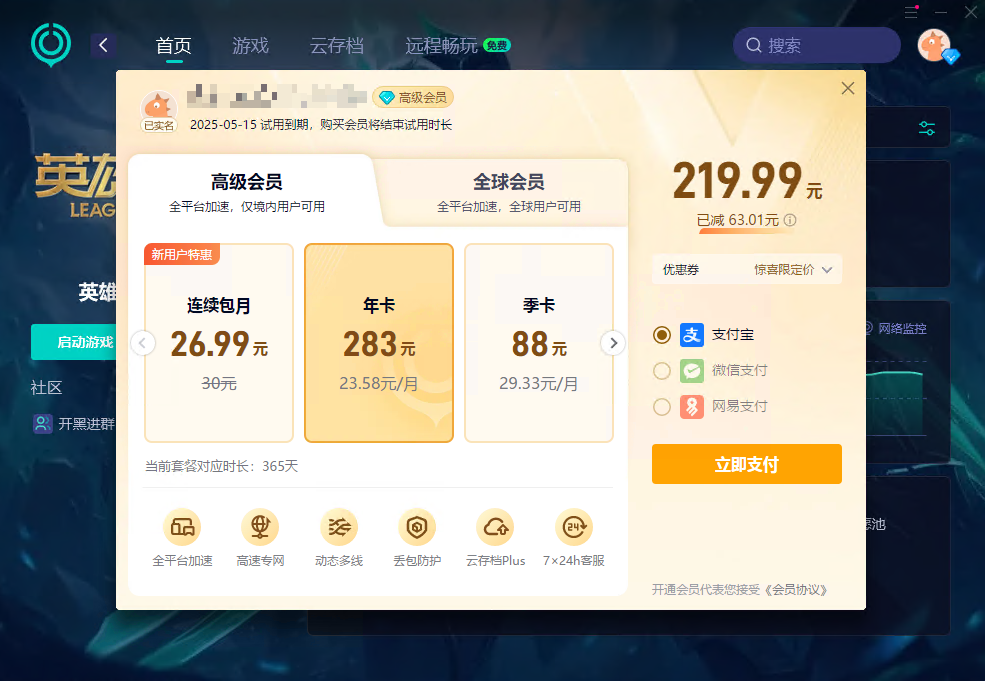 首页
游戏
云存档
远程畅玩
免费
搜索
高级会员
已实名
2025-05-15 试用到期，购买会员将结束试用时长
高级会员
全平台加速，仅境内用户可用
全球会员
全平台加速，全球用户可用
219.99元
已减 63.01元
优惠券
惊喜限定价
新用户特惠
连续包月
26.99元
30元
年卡
283元
23.58元/月
季卡
88元
29.33元/月
支付宝
微信支付
网易支付
立即支付
当前套餐对应时长：365天
全平台加速
高速专网
动态多线
丢包防护
云存档Plus
24H
7×24h客服
开通会员代表您接受《会员协议》
英雄
LEAG
英雄
启动游戏
社区
开黑进群
网络监控
池